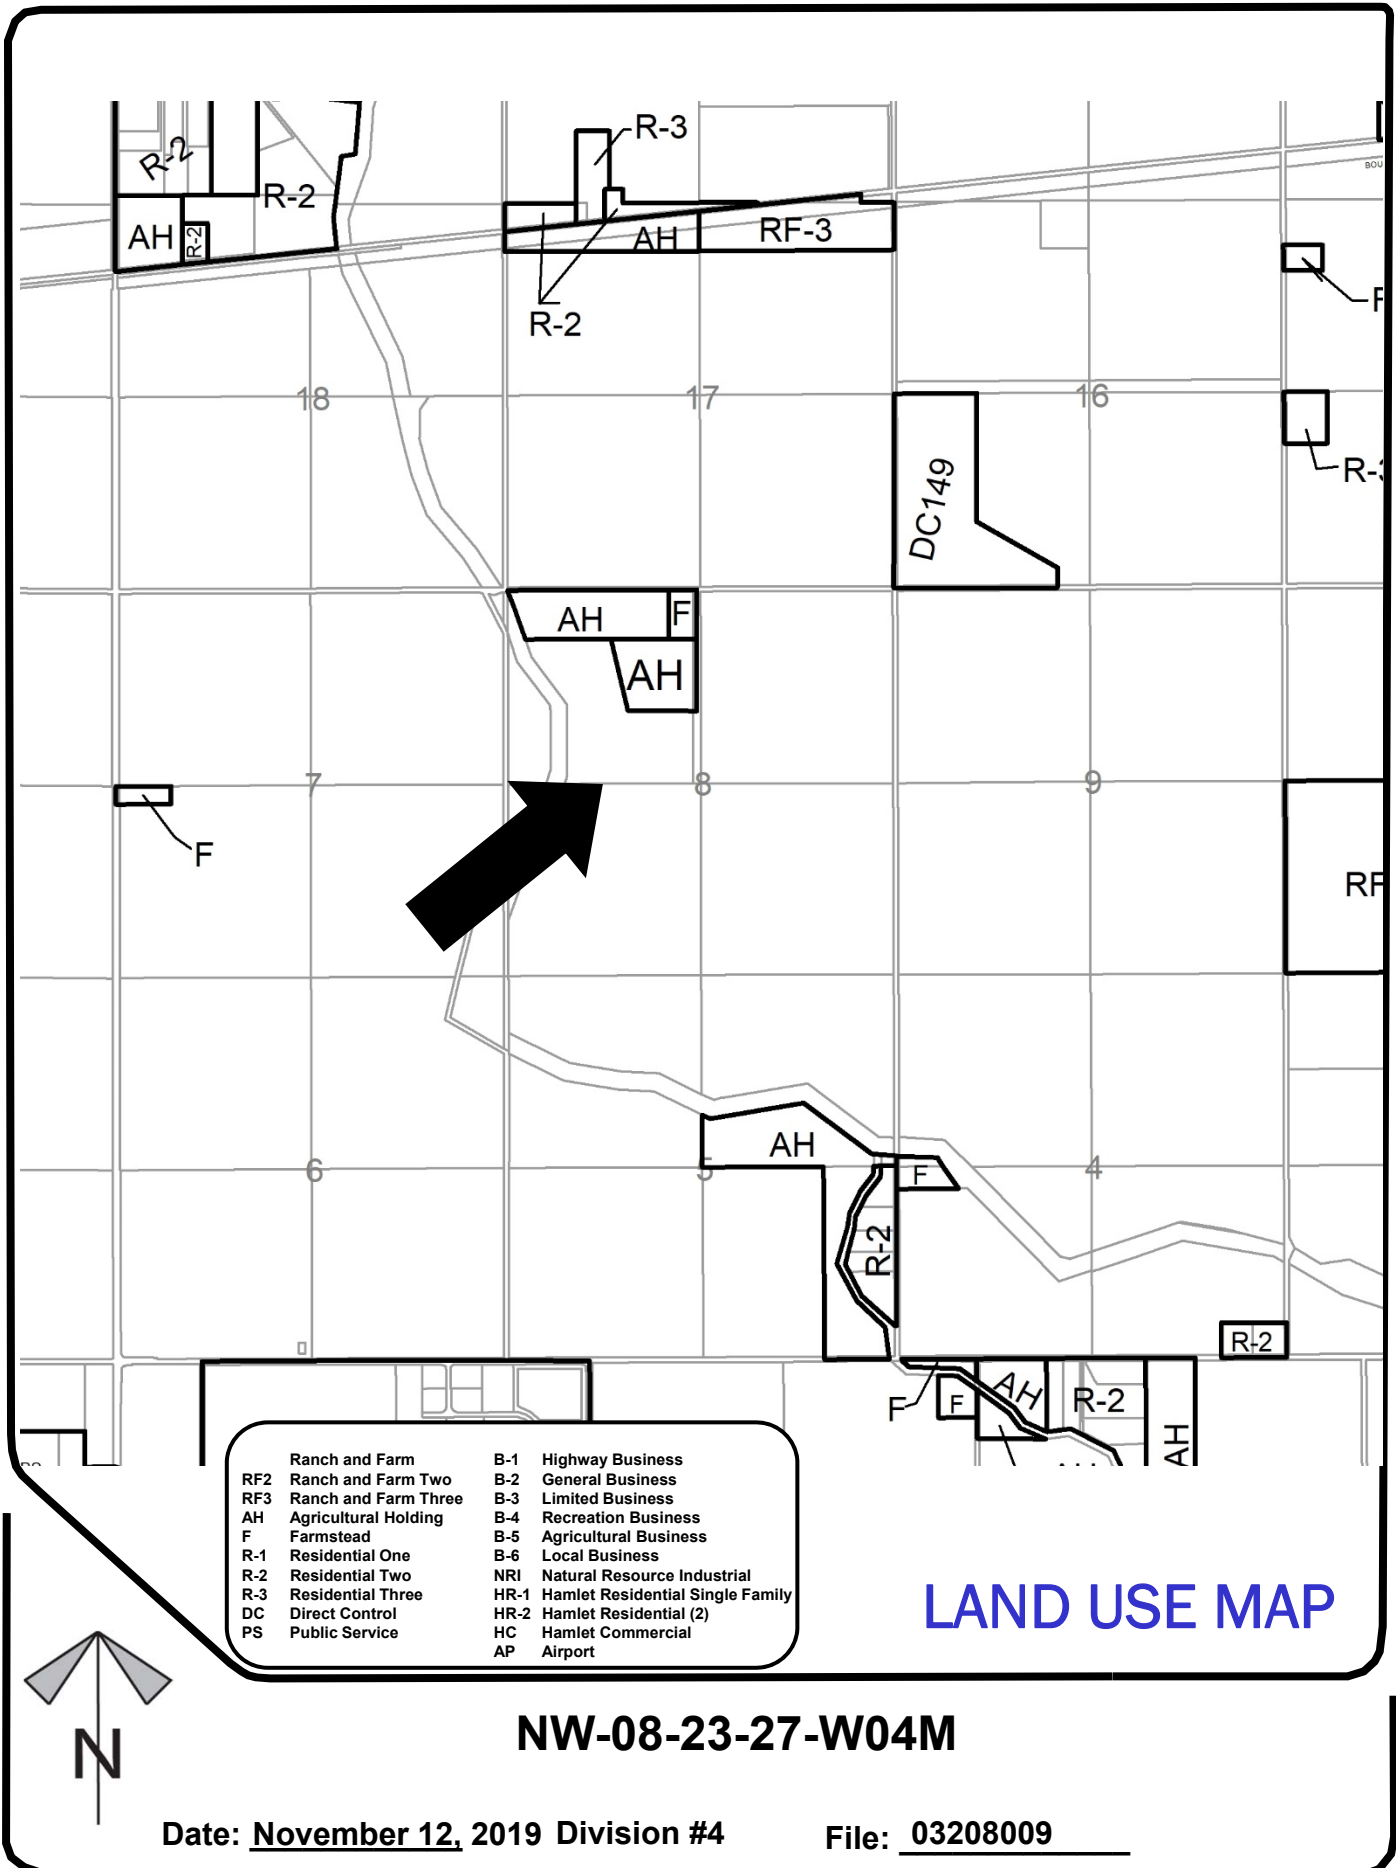 R-3
BOU
R-2
R-2
AH
R-2
AH
RF-3
R-2
18
17
16
R-
DC149
AH
F
AH
7
8
9
F
RF
AH
6
5
4
F
R-2
R-2
F
F
AH
R-2
AH
Ranch and Farm
RF2 Ranch and Farm Two
RF3 Ranch and Farm Three
AH Agricultural Holding
F Farmstead
R-1 Residential One
R-2 Residential Two
R-3 Residential Three
DC Direct Control
PS Public Service
B-1 Highway Business
B-2 General Business
B-3 Limited Business
B-4 Recreation Business
B-5 Agricultural Business
B-6 Local Business
NRI Natural Resource Industrial
HR-1 Hamlet Residential Single Family
HR-2 Hamlet Residential (2)
HC Hamlet Commercial
AP Airport
LAND USE MAP
N
NW-08-23-27-W04M
Date: November 12, 2019 Division #4 File: 03208009